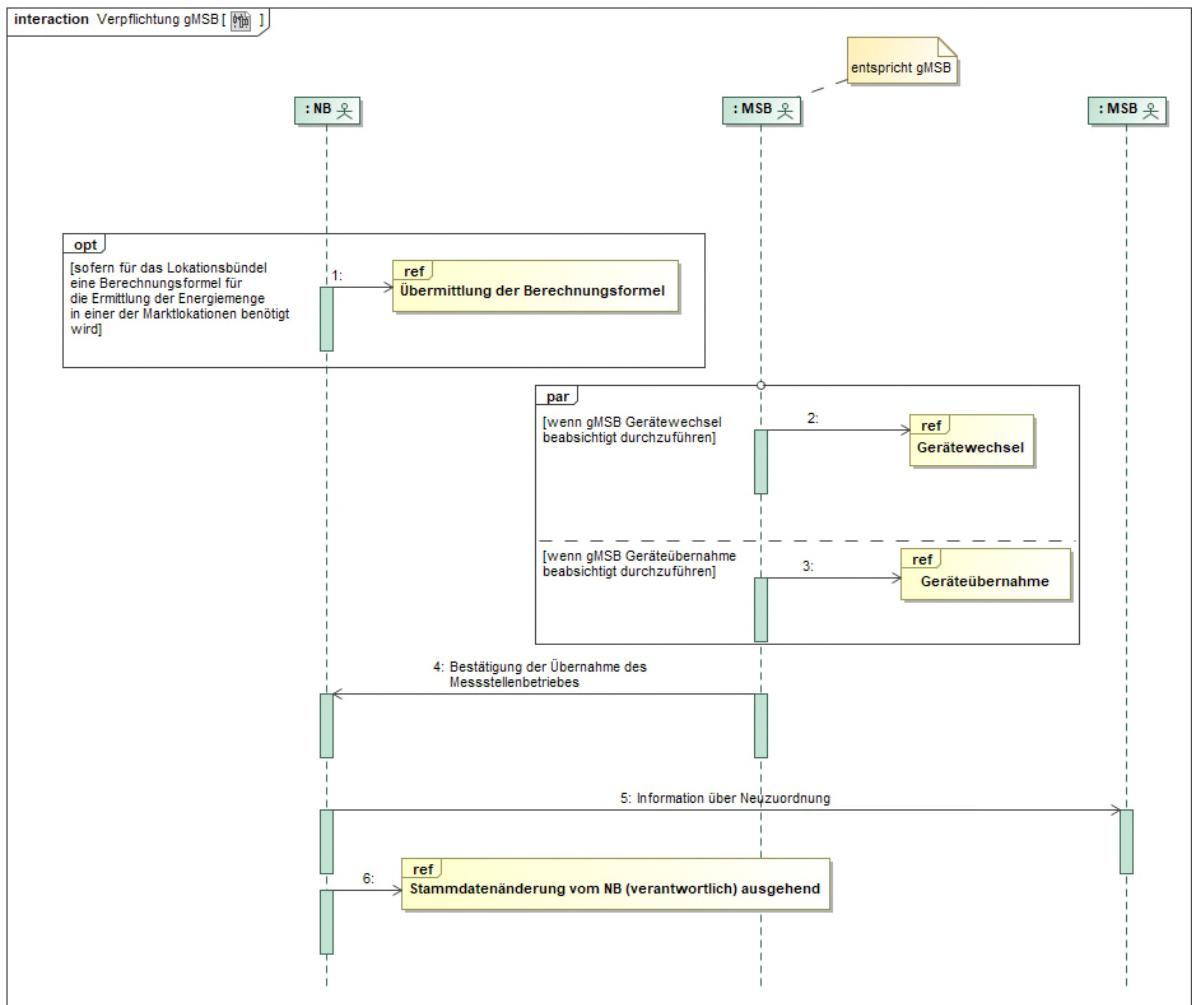 interaction Verpflichtung gMSB [ ]
entspricht gMSB
: NB
: MSB
: MSB
opt
[sofern für das Lokationsbündel
eine Berechnungsformel für
die Ermittlung der Energiemenge
in einer der Marktlokationen benötigt
wird]
1:
ref
Übermittlung der Berechnungsformel
par
[wenn gMSB Gerätewechsel
beabsichtigt durchzuführen]
2:
ref
Gerätewechsel
[wenn gMSB Geräteübernahme
beabsichtigt durchzuführen]
3:
ref
Geräteübernahme
4: Bestätigung der Übernahme des
Messstellenbetriebes
5: Information über Neuzuordnung
6:
ref
Stammdatenänderung vom NB (verantwortlich) ausgehend